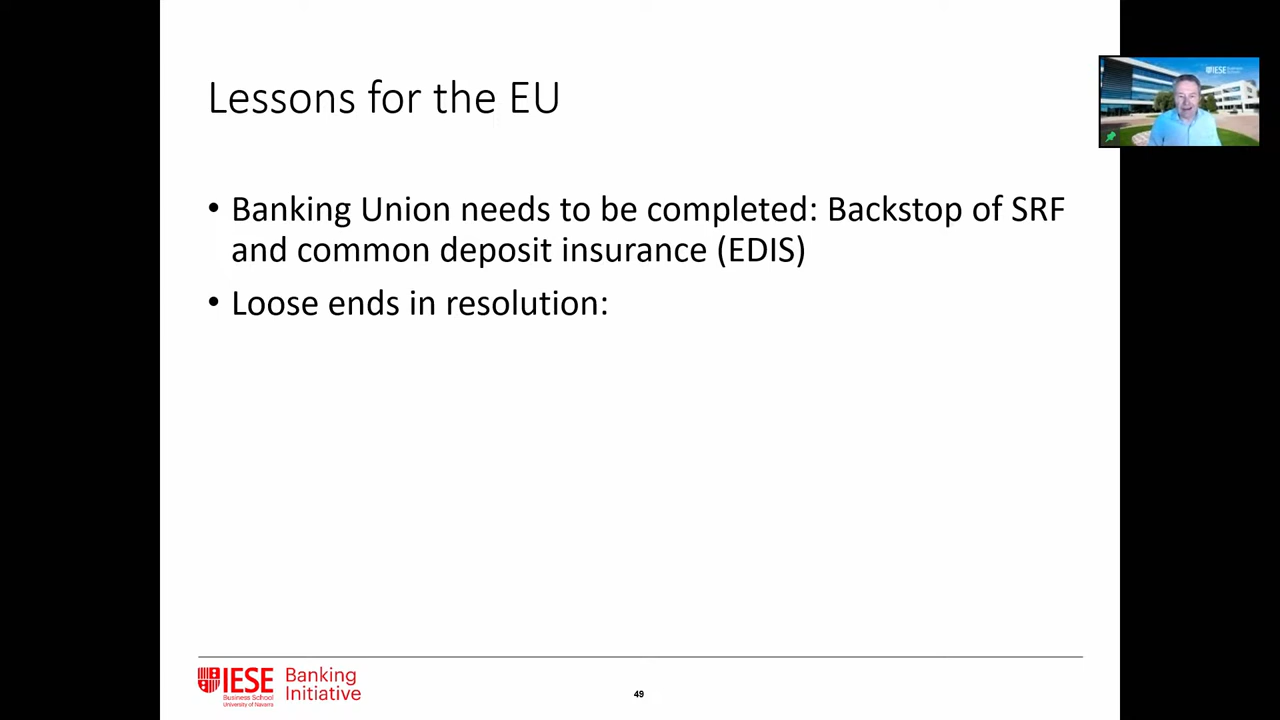 Lessons for the EU
IESE
• Banking Union needs to be completed: Backstop of SRF
and common deposit insurance (EDIS)
• Loose ends in resolution:
IESE
Business School
University of Navarra
Banking
Initiative
49